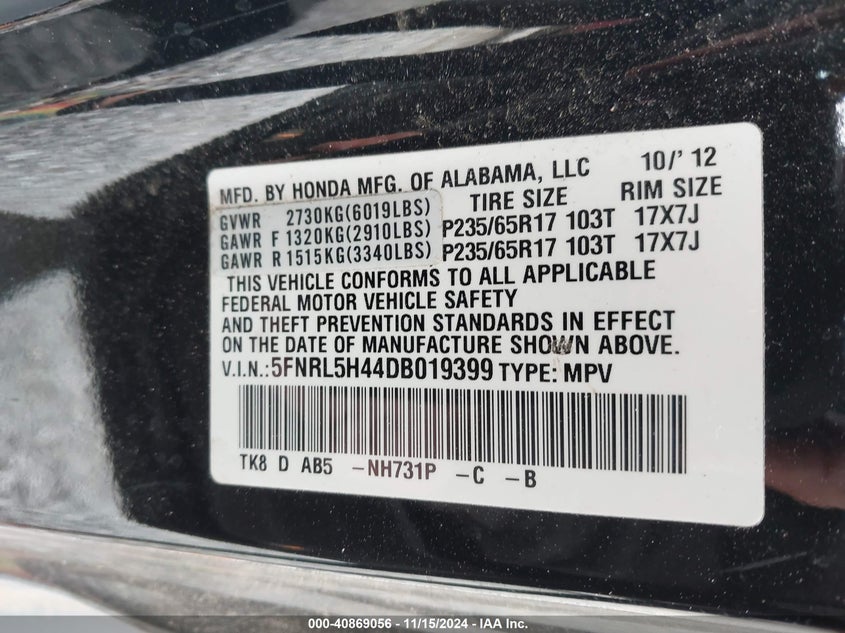 MFD. BY HONDA MFG. OF ALABAMA, LLC 10/' 12
TIRE SIZE RIM SIZE
GVWR 2730KG(6019LBS)
GAWR F 1320KG(2910LBS) P235/65R17 103T 17X7J
GAWR R 1515KG(3340LBS) P235/65R17 103T 17X7J
THIS VEHICLE CONFORMS TO ALL APPLICABLE
FEDERAL MOTOR VEHICLE SAFETY
AND THEFT PREVENTION STANDARDS IN EFFECT
ON THE DATE OF MANUFACTURE SHOWN ABOVE.
V.I.N.:5FNRL5H44DB019399 TYPE: MPV
TK8 D AB5 –NH731P –C –B
000-40869056 - 11/15/2024 - IAA Inc.